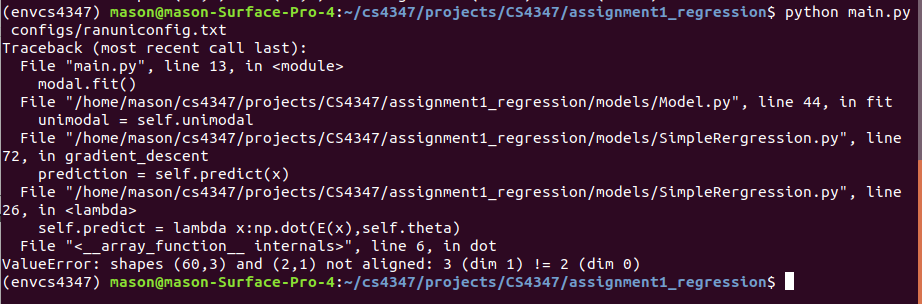 (envcs4347) mason@mason-Surface-Pro-4:~/cs4347/projects/CS4347/assignment1_regression$ python main.py
configs/ranuniconfig.txt
Traceback (most recent call last):
  File "main.py", line 13, in <module>
    modal.fit()
  File "/home/mason/cs4347/projects/CS4347/assignment1_regression/models/Model.py", line 44, in fit
    unimodal = self.unimodal
  File "/home/mason/cs4347/projects/CS4347/assignment1_regression/models/SimpleRergression.py", line
72, in gradient_descent
    prediction = self.predict(x)
  File "/home/mason/cs4347/projects/CS4347/assignment1_regression/models/SimpleRergression.py", line
26, in <lambda>
    self.predict = lambda x:np.dot(E(x),self.theta)
  File "<__array_function__ internals>", line 6, in dot
ValueError: shapes (60,3) and (2,1) not aligned: 3 (dim 1) != 2 (dim 0)
(envcs4347) mason@mason-Surface-Pro-4:~/cs4347/projects/CS4347/assignment1_regression$